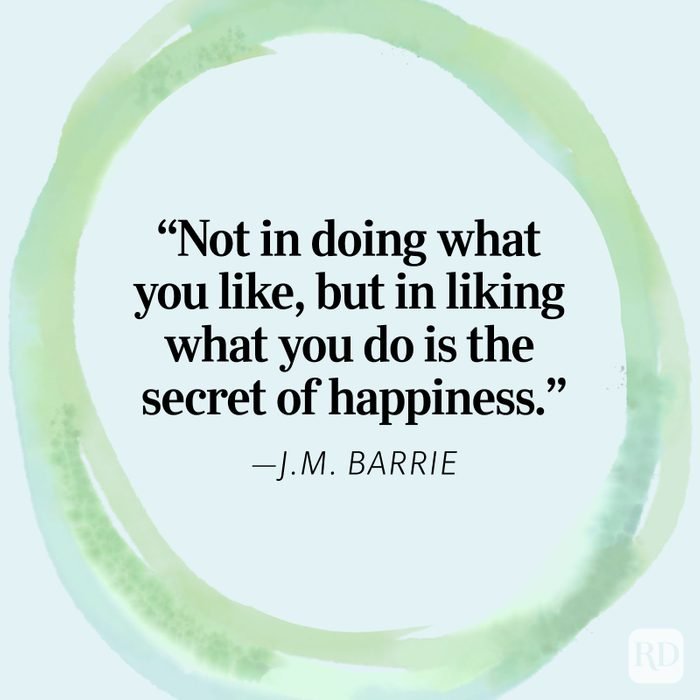 “Not in doing what
you like, but in liking
what you do is the
secret of happiness.”
—J.M. BARRIE
RD